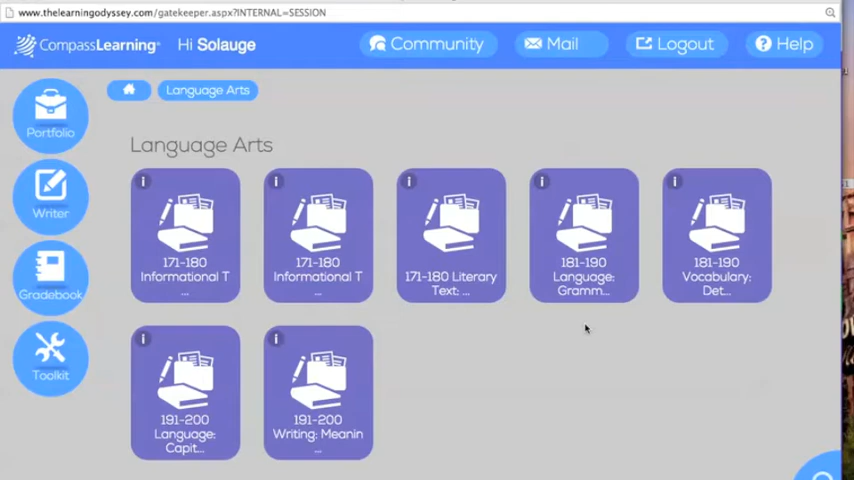 www.thelearningodyssey.com/gatekeeper.aspx?INTERNAL=SESSION
CompassLearning Hi Solauge Community Mail Logout Help
Portfolio
Writer
Gradebook
Toolkit
Language Arts
Language Arts
171-180
Informational T
...
171-180
Informational T
...
171-180 Literary
Text: ...
181-190
Language:
Gramm...
181-190
Vocabulary:
Det...
191-200
Language:
Capit...
191-200
Writing: Meanin
...